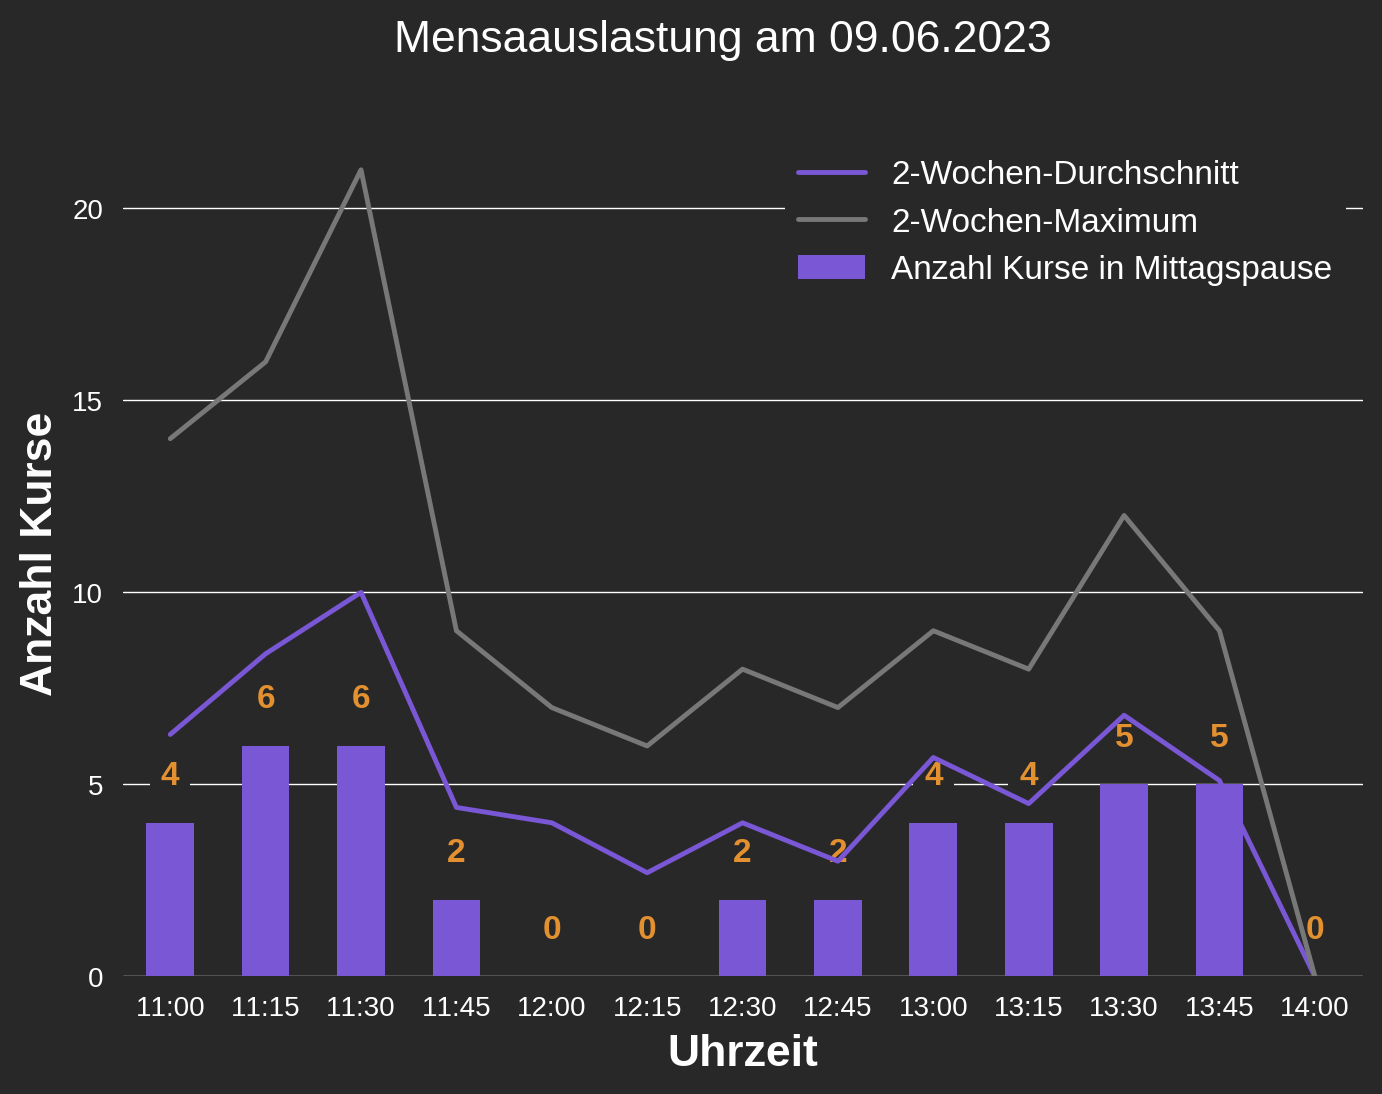 Mensaauslastung am 09.06.2023
2-Wochen-Durchschnitt
2-Wochen-Maximum
Anzahl Kurse in Mittagspause
Anzahl Kurse
20
15
10
5
0
4
6
6
2
0
0
2
2
4
4
5
5
0
11:00 11:15 11:30 11:45 12:00 12:15 12:30 12:45 13:00 13:15 13:30 13:45 14:00
Uhrzeit